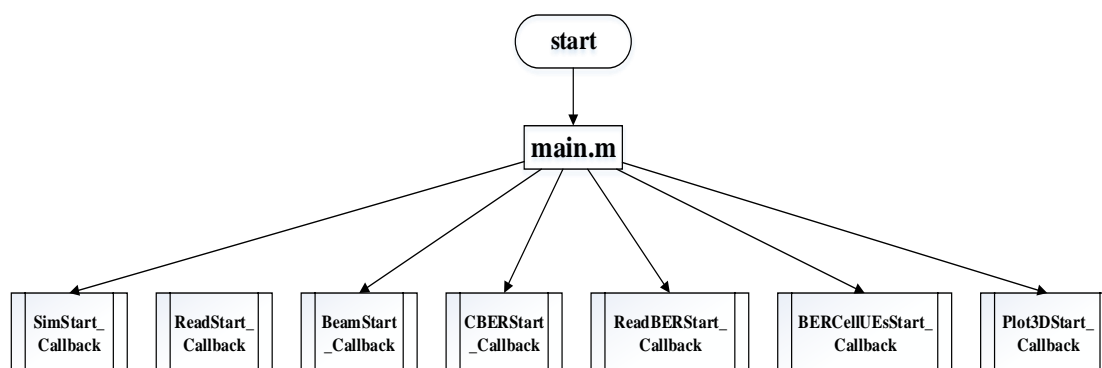 start
main.m
SimStart_
Callback
ReadStart_
Callback
BeamStart
_Callback
CBERStart
_Callback
ReadBERStart_
Callback
BERCellUEsStart_
Callback
Plot3DStart_
Callback